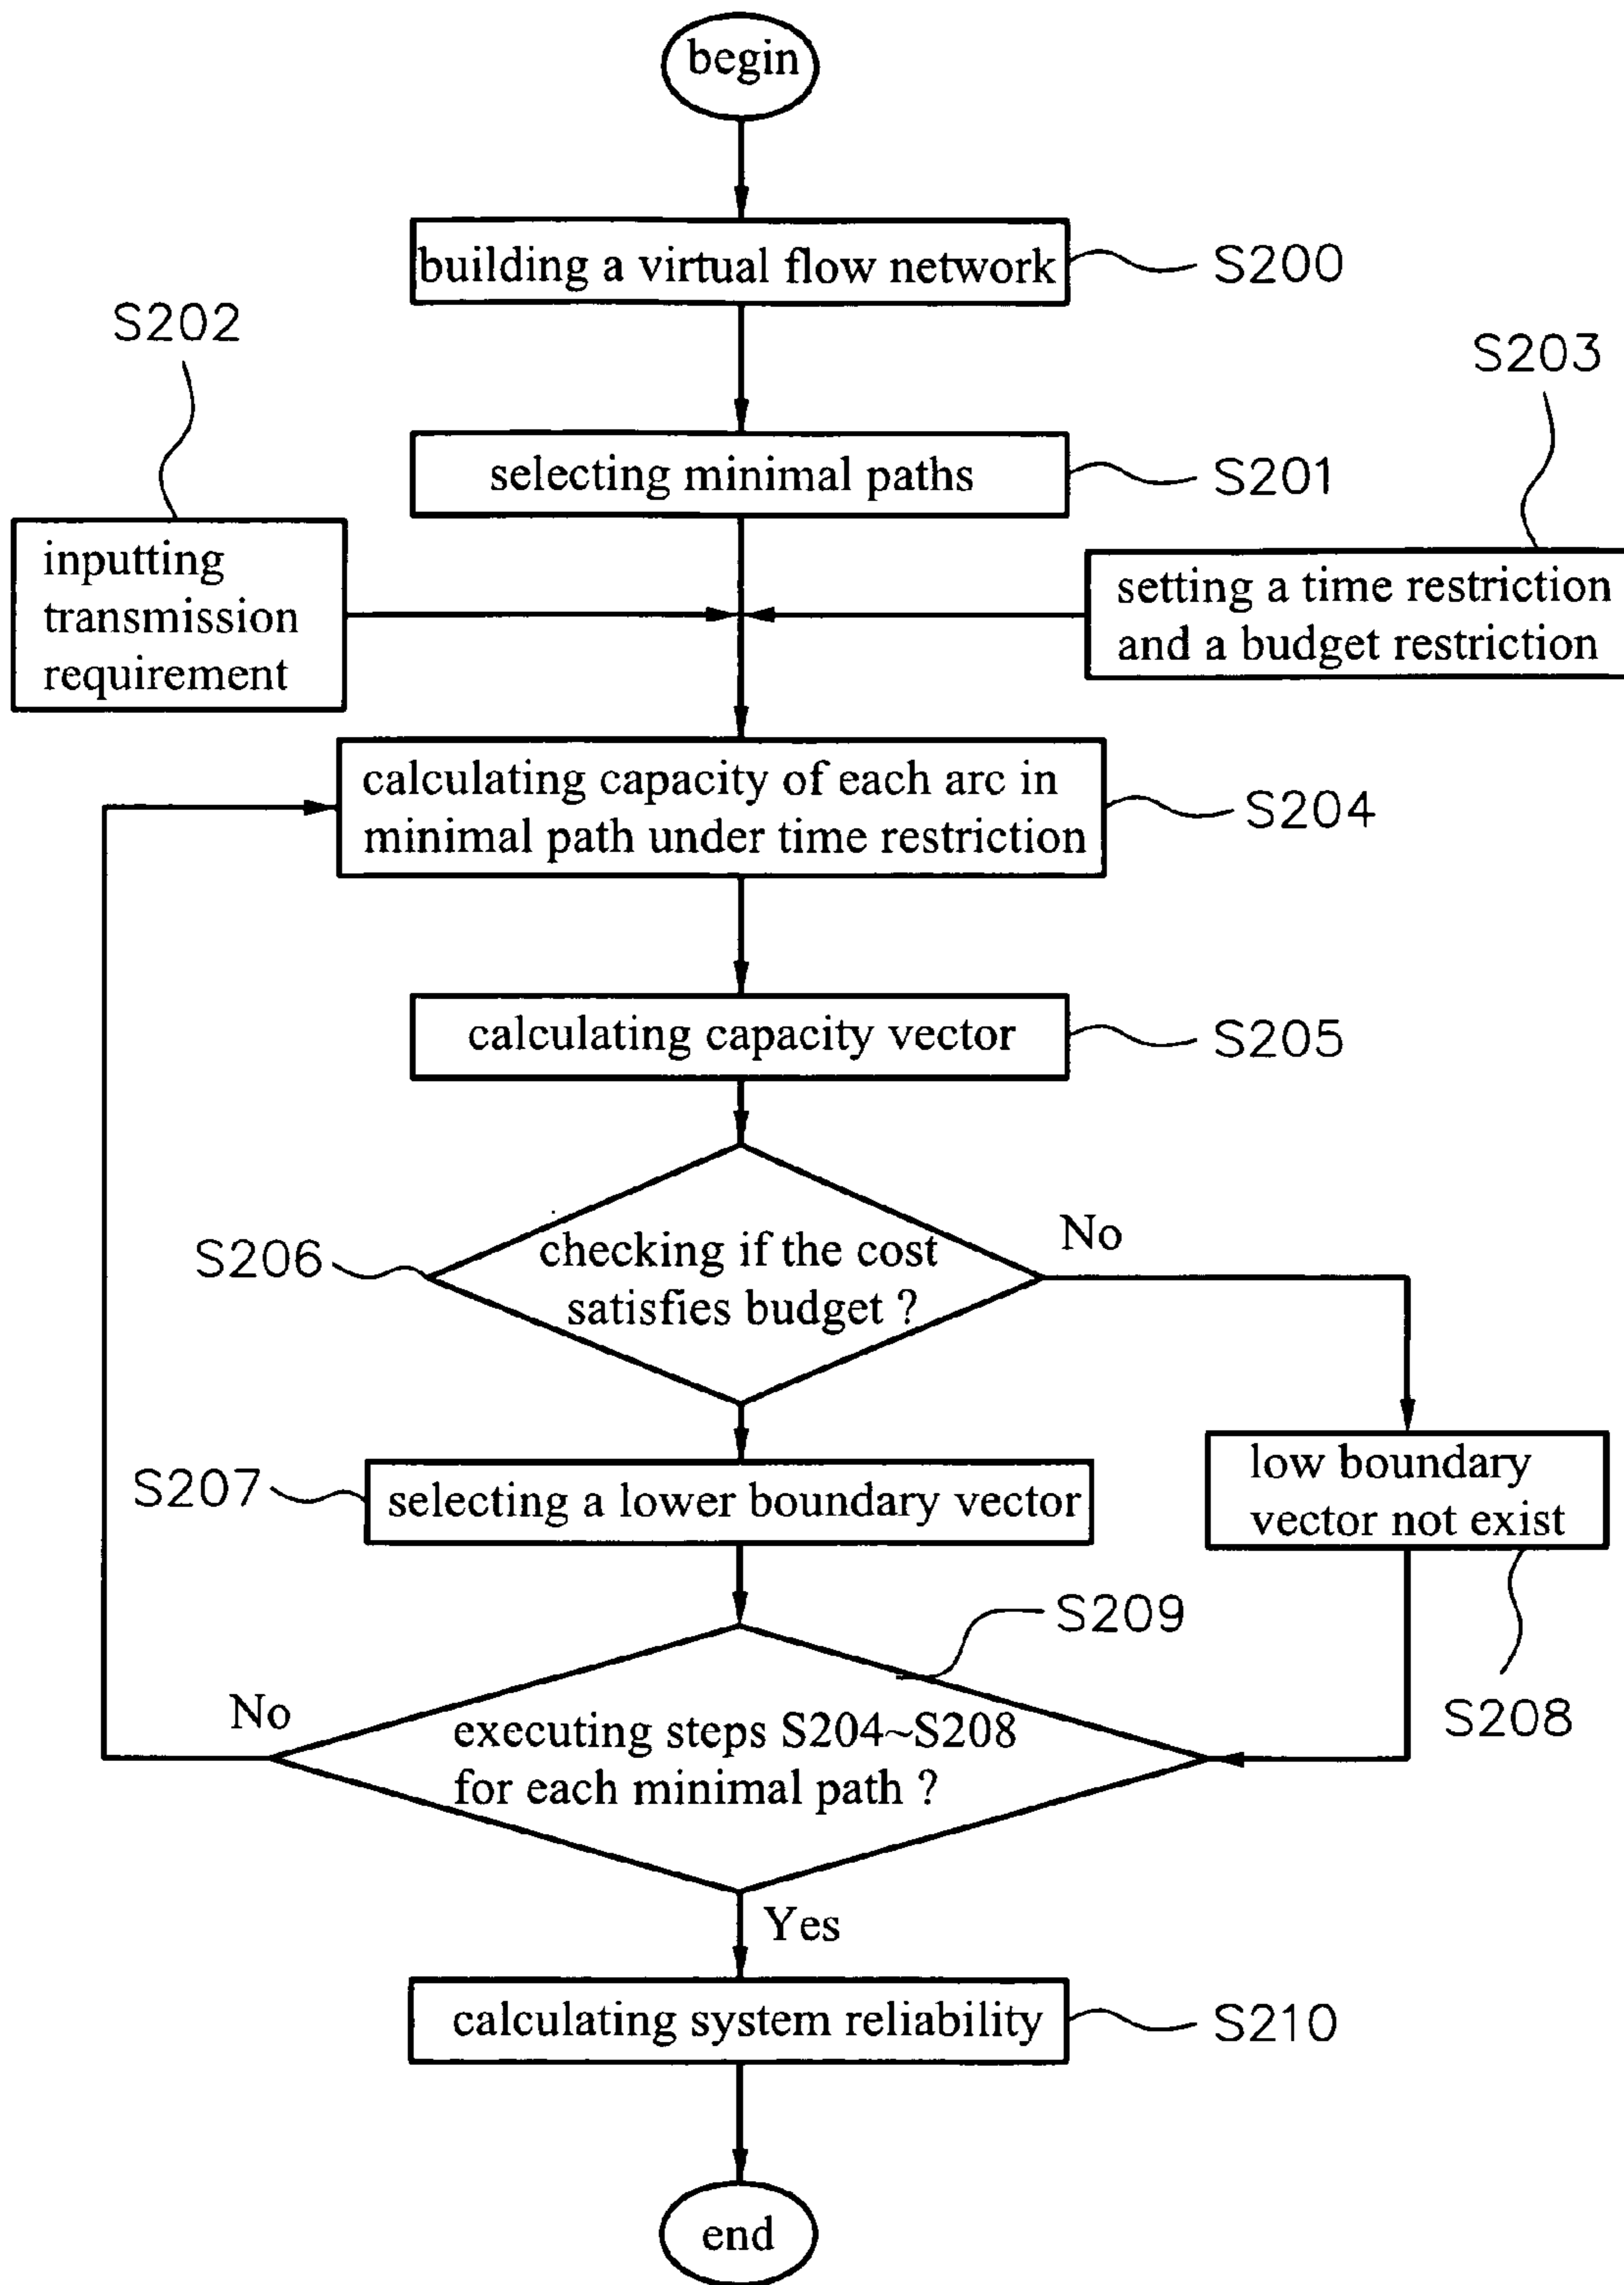 begin
building a virtual flow network
S200
S202
S203
selecting minimal paths
S201
inputting
transmission
requirement
setting a time restriction
and a budget restriction
calculating capacity of each arc in
minimal path under time restriction
S204
calculating capacity vector
S205
S206
checking if the cost
satisfies budget ?
No
S207
selecting a lower boundary vector
low boundary
vector not exist
S209
S208
No
executing steps S204~S208
for each minimal path ?
Yes
calculating system reliability
S210
end